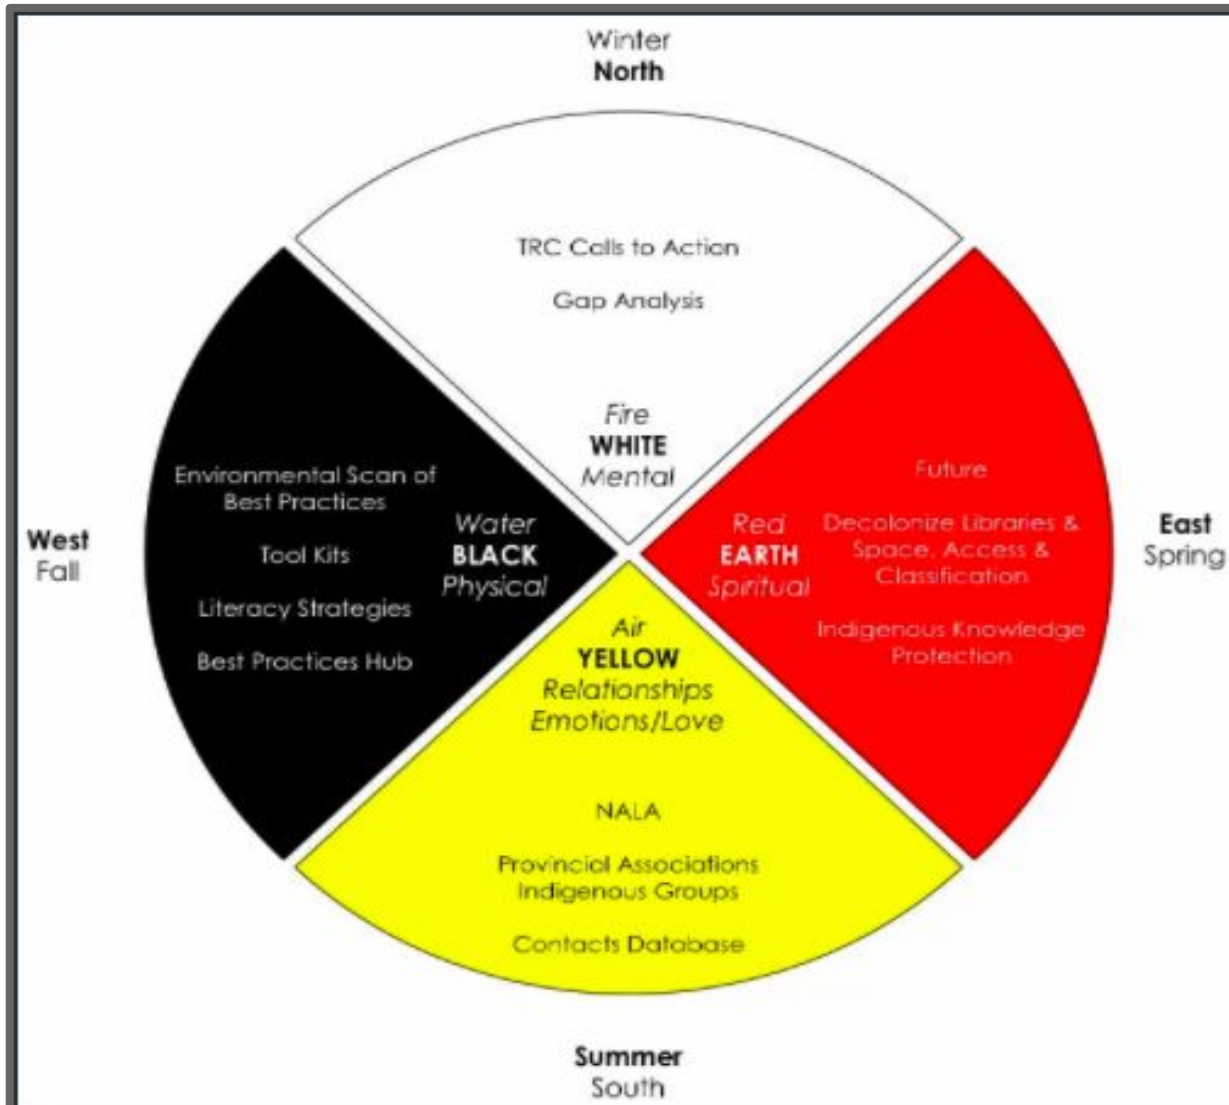 Winter
North
TRC Calls to Action
Gap Analysis
Fire
WHITE
Mental
West
Fall
Environmental Scan of
Best Practices
Tool Kits
Literacy Strategies
Best Practices Hub
Water
BLACK
Physical
Red
EARTH
Spiritual
Future
Decolonize Libraries &
Space, Access &
Classification
Indigenous Knowledge
Protection
East
Spring
Air
YELLOW
Relationships
Emotions/Love
NALA
Provincial Associations
Indigenous Groups
Contacts Database
Summer
South